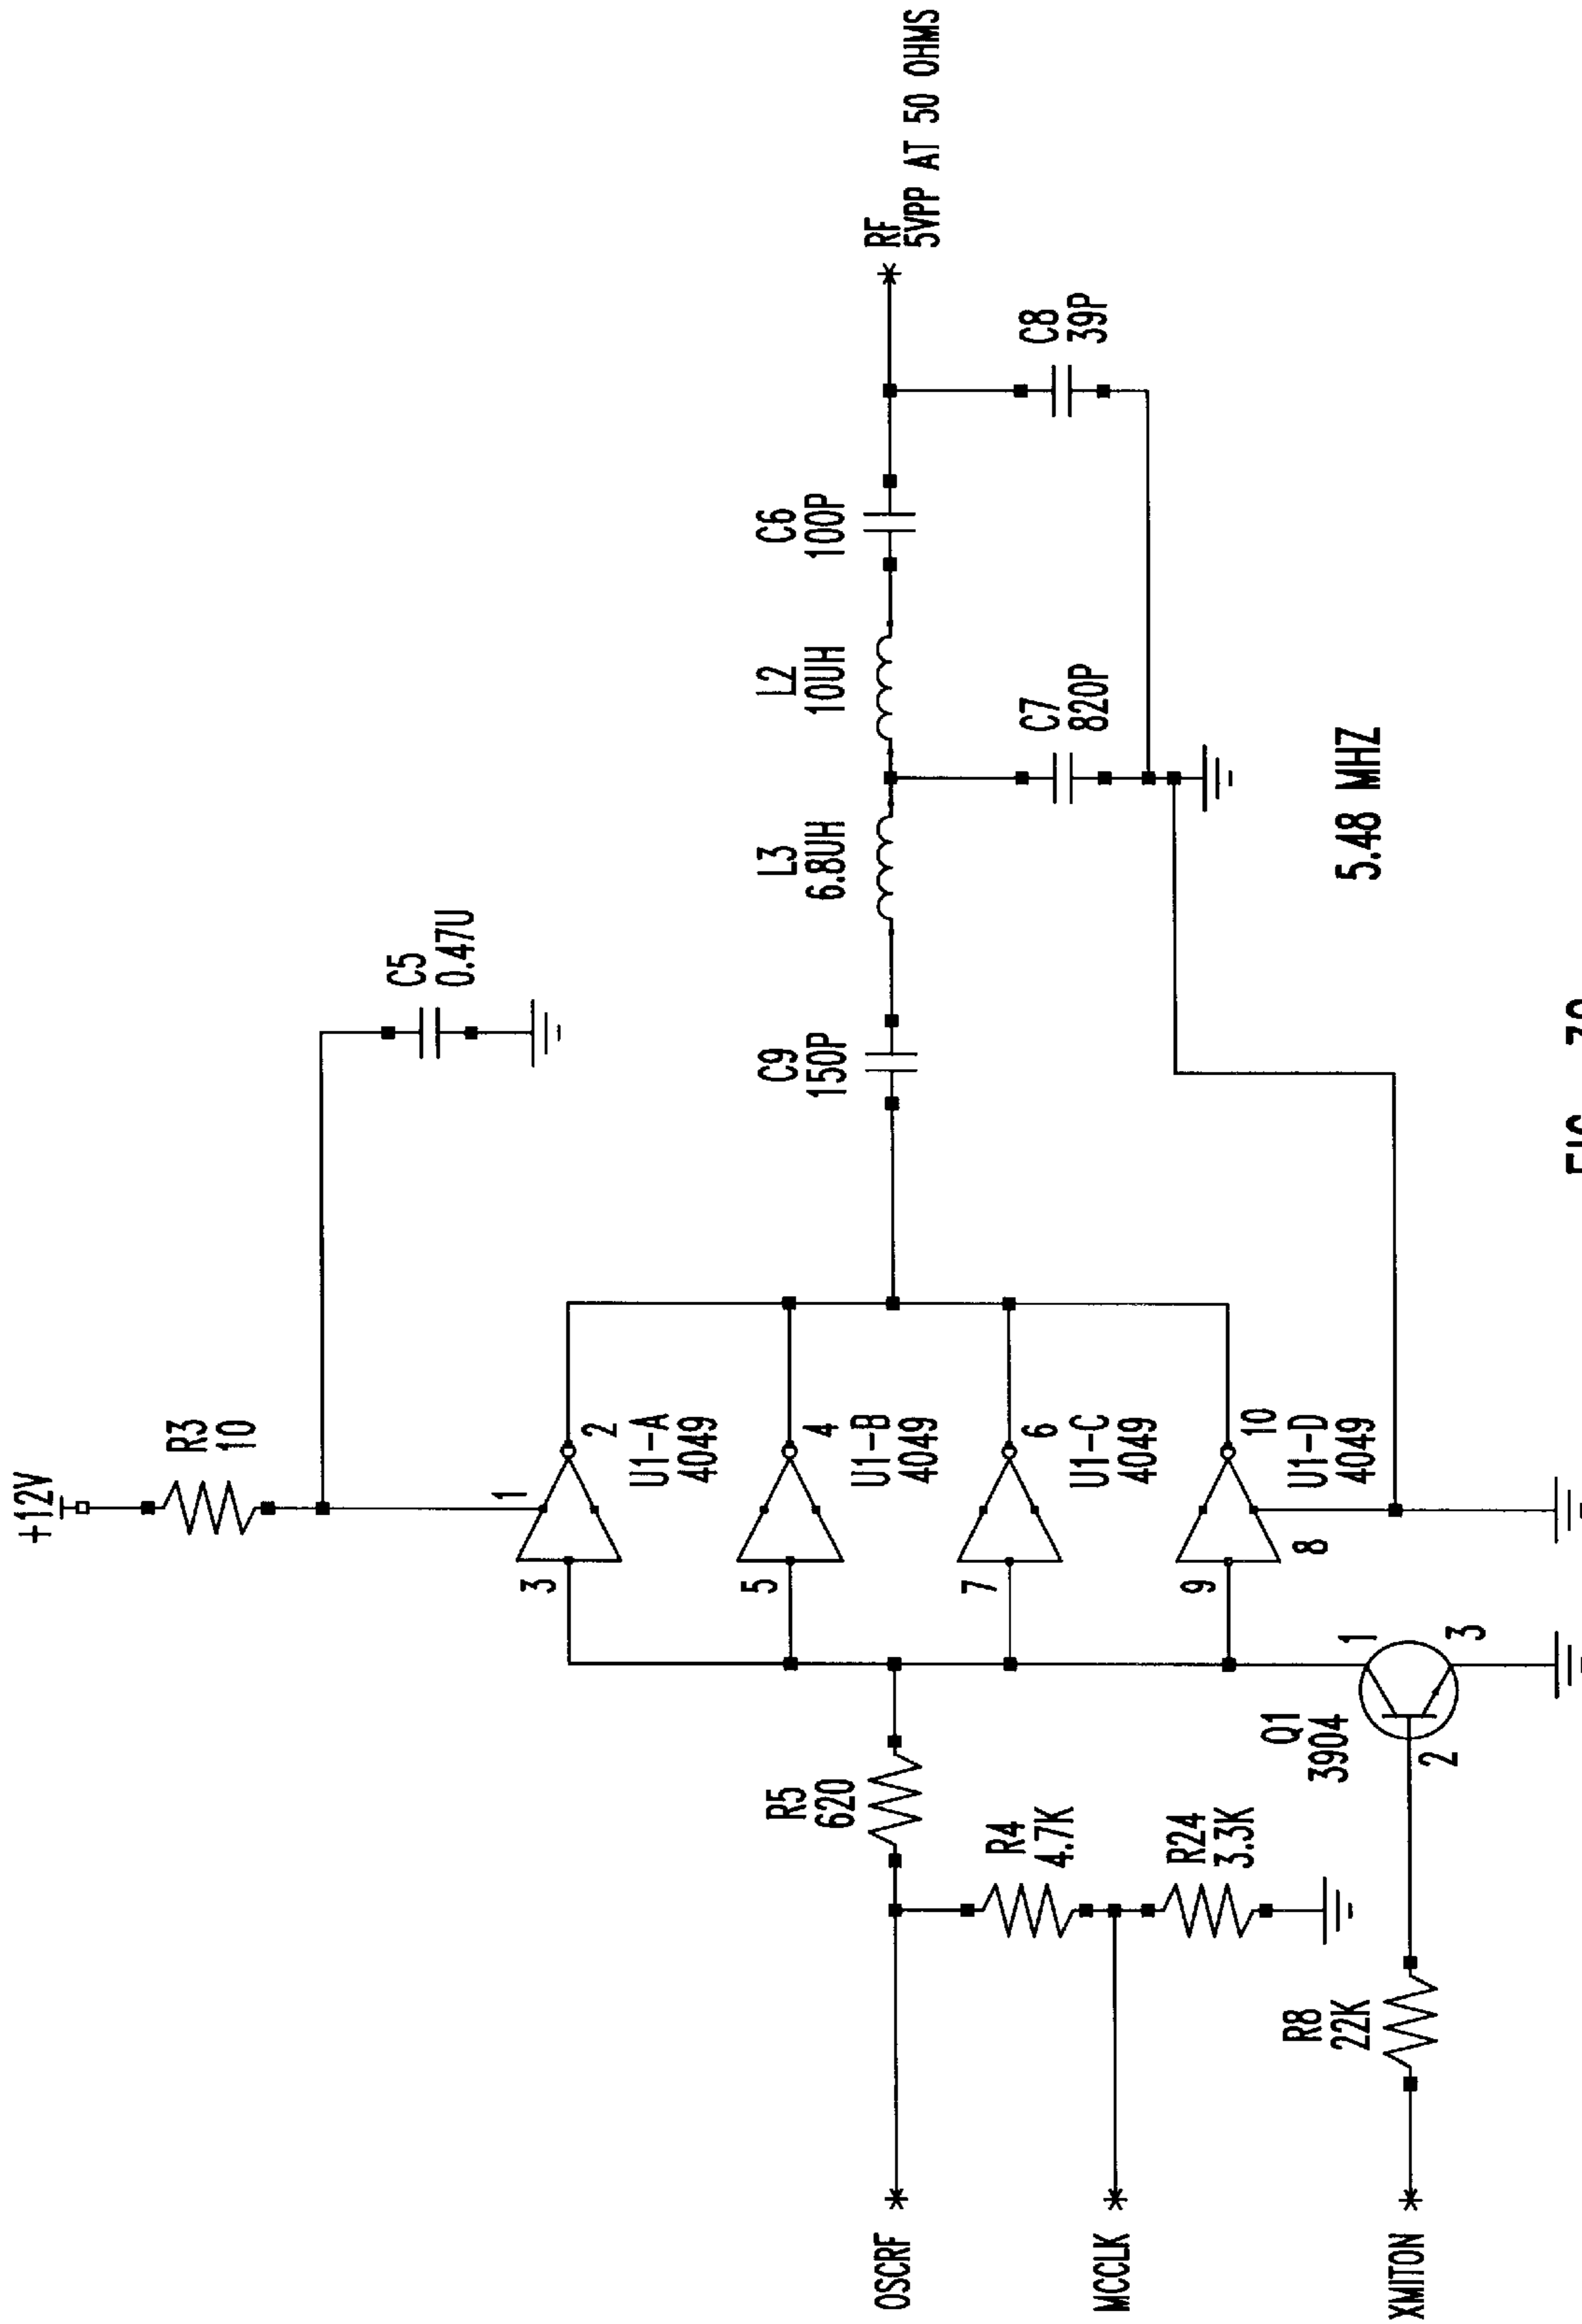 +12V
R3
10
C5
0.47U
1
3
2
U1-A
4049
5
4
U1-B
4049
7
6
U1-C
4049
9
10
8
U1-D
4049
C9
150P
L3
6.8UH
L2
10UH
C6
100P
RF
5VPP AT 50 OHMS
C7
820P
C8
39P
OSCRF
R5
620
R4
4.7K
MCCLK
R24
3.3K
Q1
3904
1
2
3
R8
22K
XMITON
5.48 MHZ